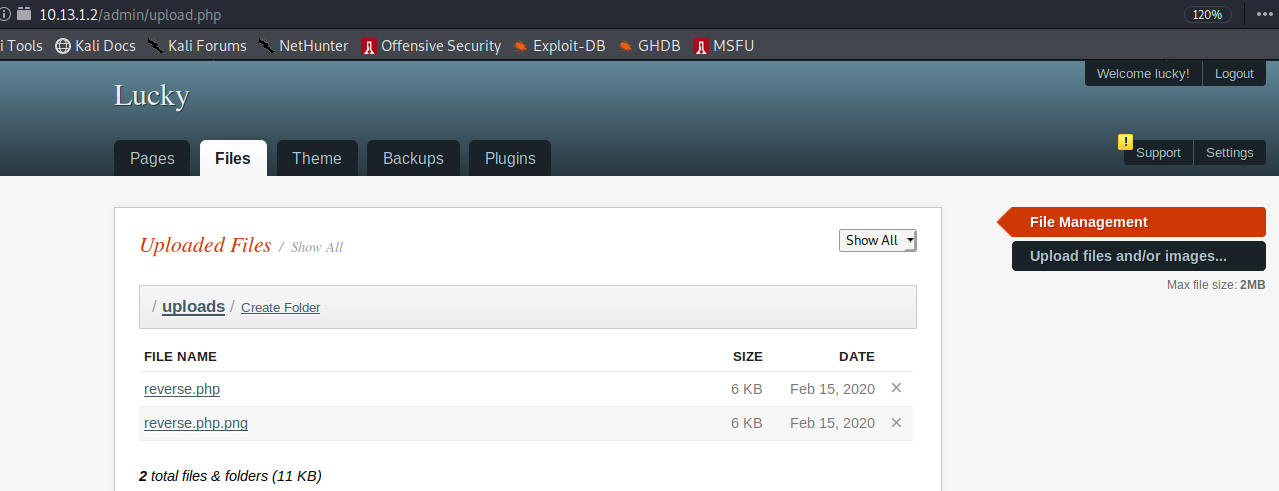 10.13.1.2/admin/upload.php 120%
i Tools Kali Docs Kali Forums NetHunter Offensive Security Exploit-DB GHDB MSFU
Welcome lucky! Logout
Lucky
Pages Files Theme Backups Plugins ! Support Settings
Uploaded Files / Show All Show All
File Management
Upload files and/or images...
Max file size: 2MB
/ uploads / Create Folder
FILE NAME SIZE DATE
reverse.php 6 KB Feb 15, 2020 ×
reverse.php.png 6 KB Feb 15, 2020 ×
2 total files & folders (11 KB)